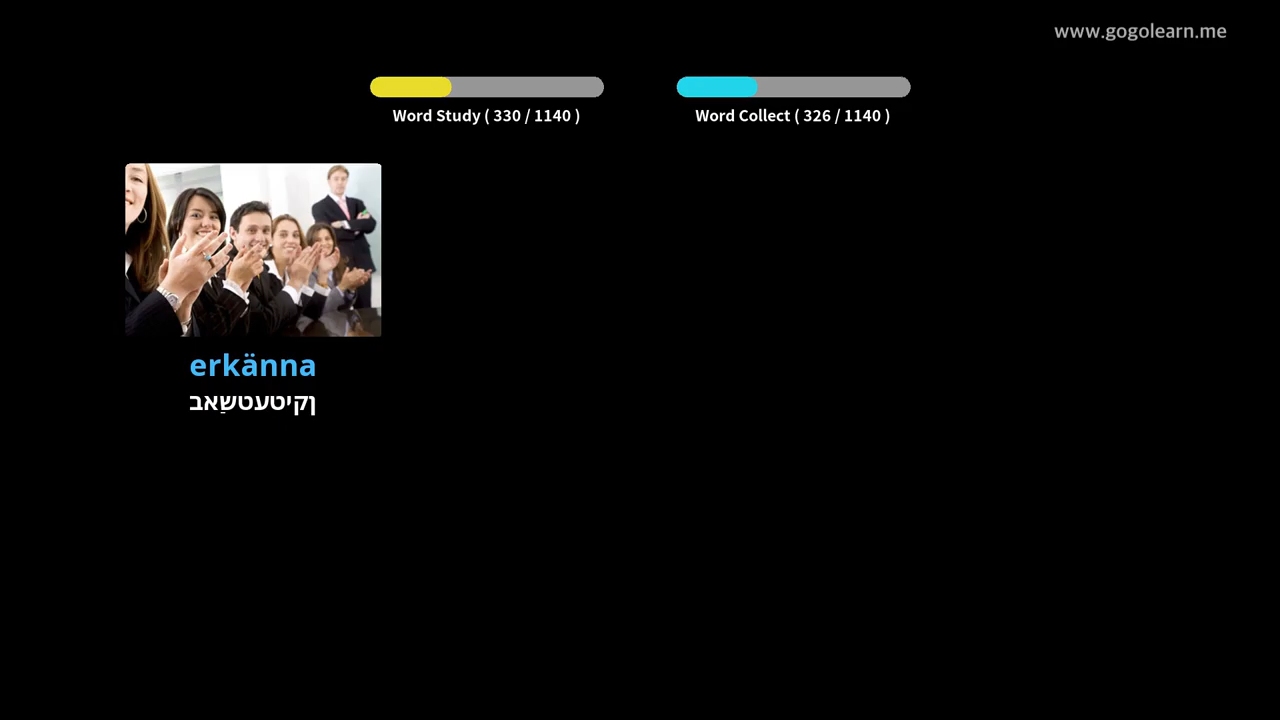 www.gogolearn.me
Word Study ( 330 / 1140 )
Word Collect ( 326 / 1140 )
erkänna
באַשטעטיקן